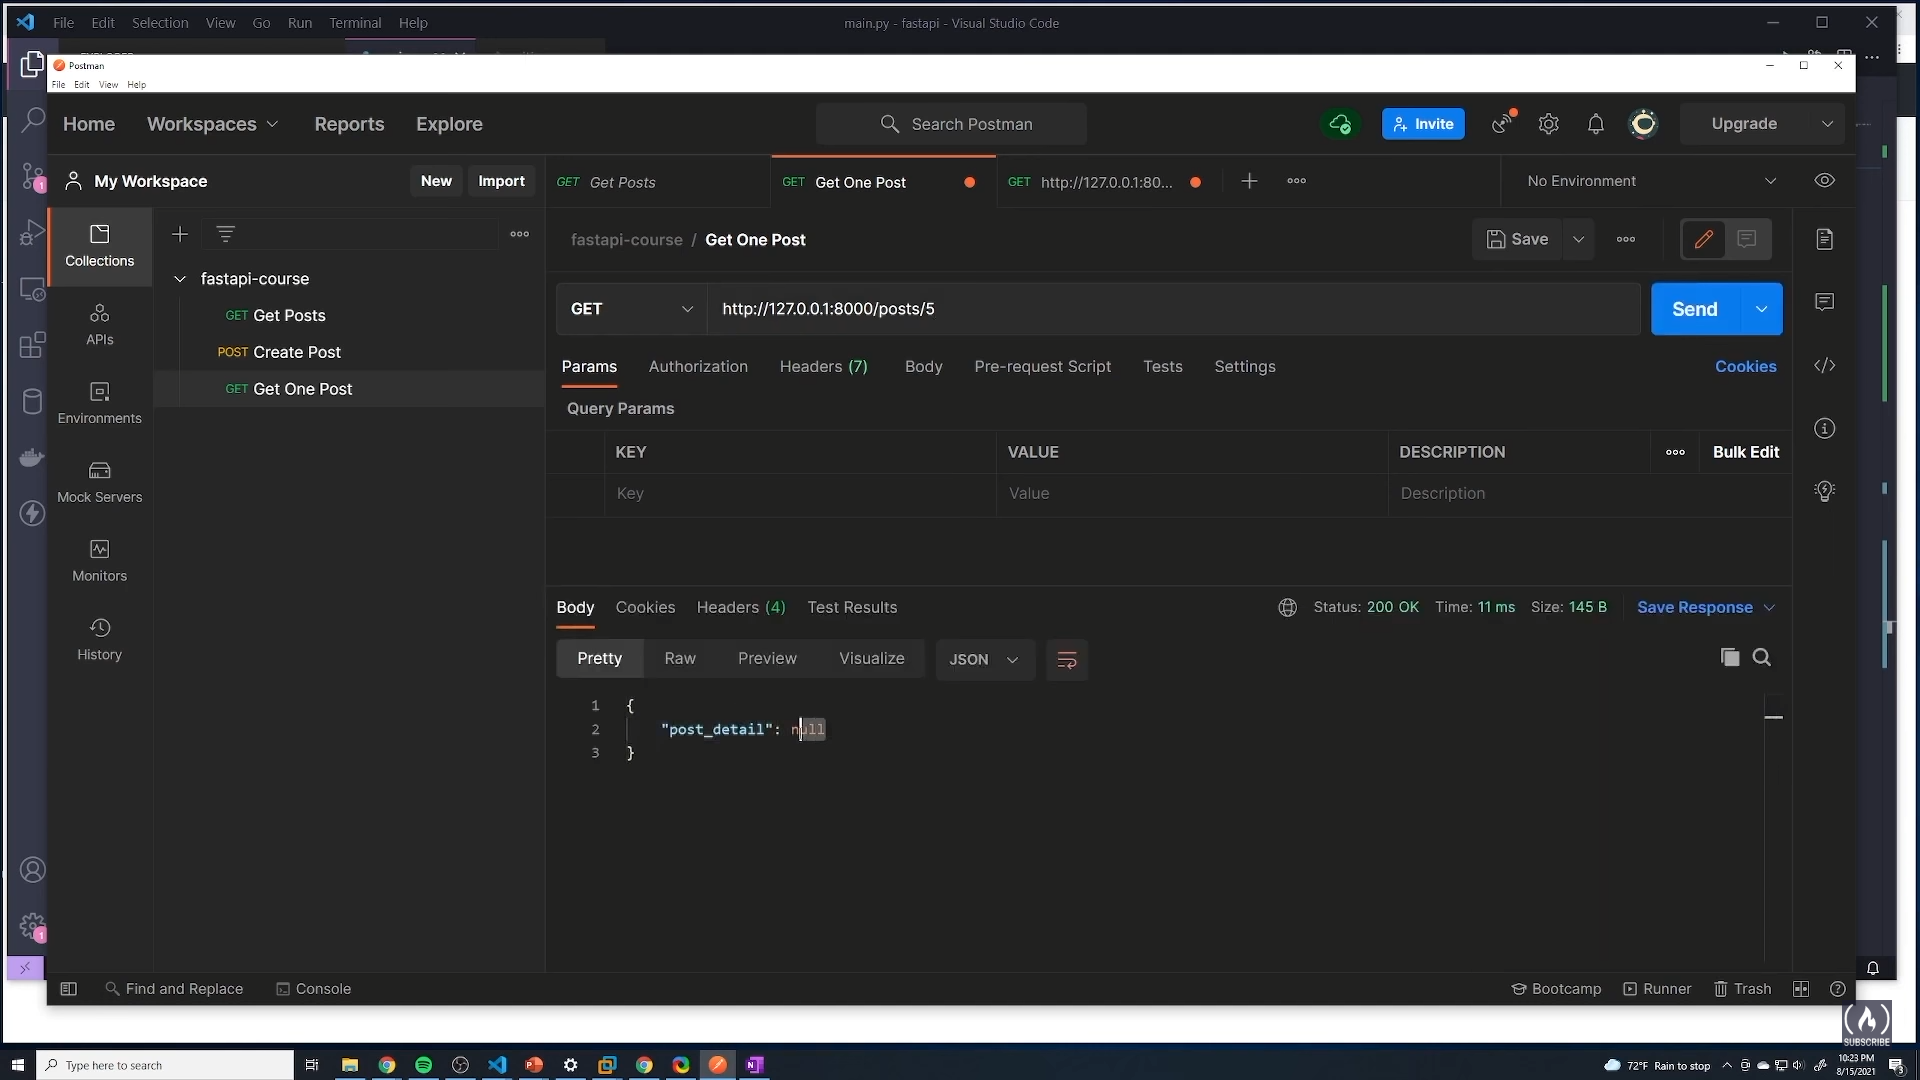 File Edit Selection View Go Run Terminal Help
main.py - fastapi - Visual Studio Code
Postman
File Edit View Help
Home Workspaces Reports Explore
Search Postman
Invite
Upgrade
My Workspace
New
Import
GET Get Posts
GET Get One Post
GET http://127.0.0.1:80...
No Environment
Collections
APIs
Environments
Mock Servers
Monitors
History
fastapi-course
GET Get Posts
POST Create Post
GET Get One Post
fastapi-course / Get One Post
Save
GET
http://127.0.0.1:8000/posts/5
Send
Params Authorization Headers (7) Body Pre-request Script Tests Settings
Cookies
Query Params
KEY VALUE DESCRIPTION
Bulk Edit
Key Value Description
Body Cookies Headers (4) Test Results
Status: 200 OK Time: 11 ms Size: 145 B
Save Response
Pretty Raw Preview Visualize
JSON
1 {
2 "post_detail": null
3 }
Find and Replace
Console
Bootcamp
Runner
Trash
SUBSCRIBE
Type here to search
72°F Rain to stop
10:23 PM
8/15/2021